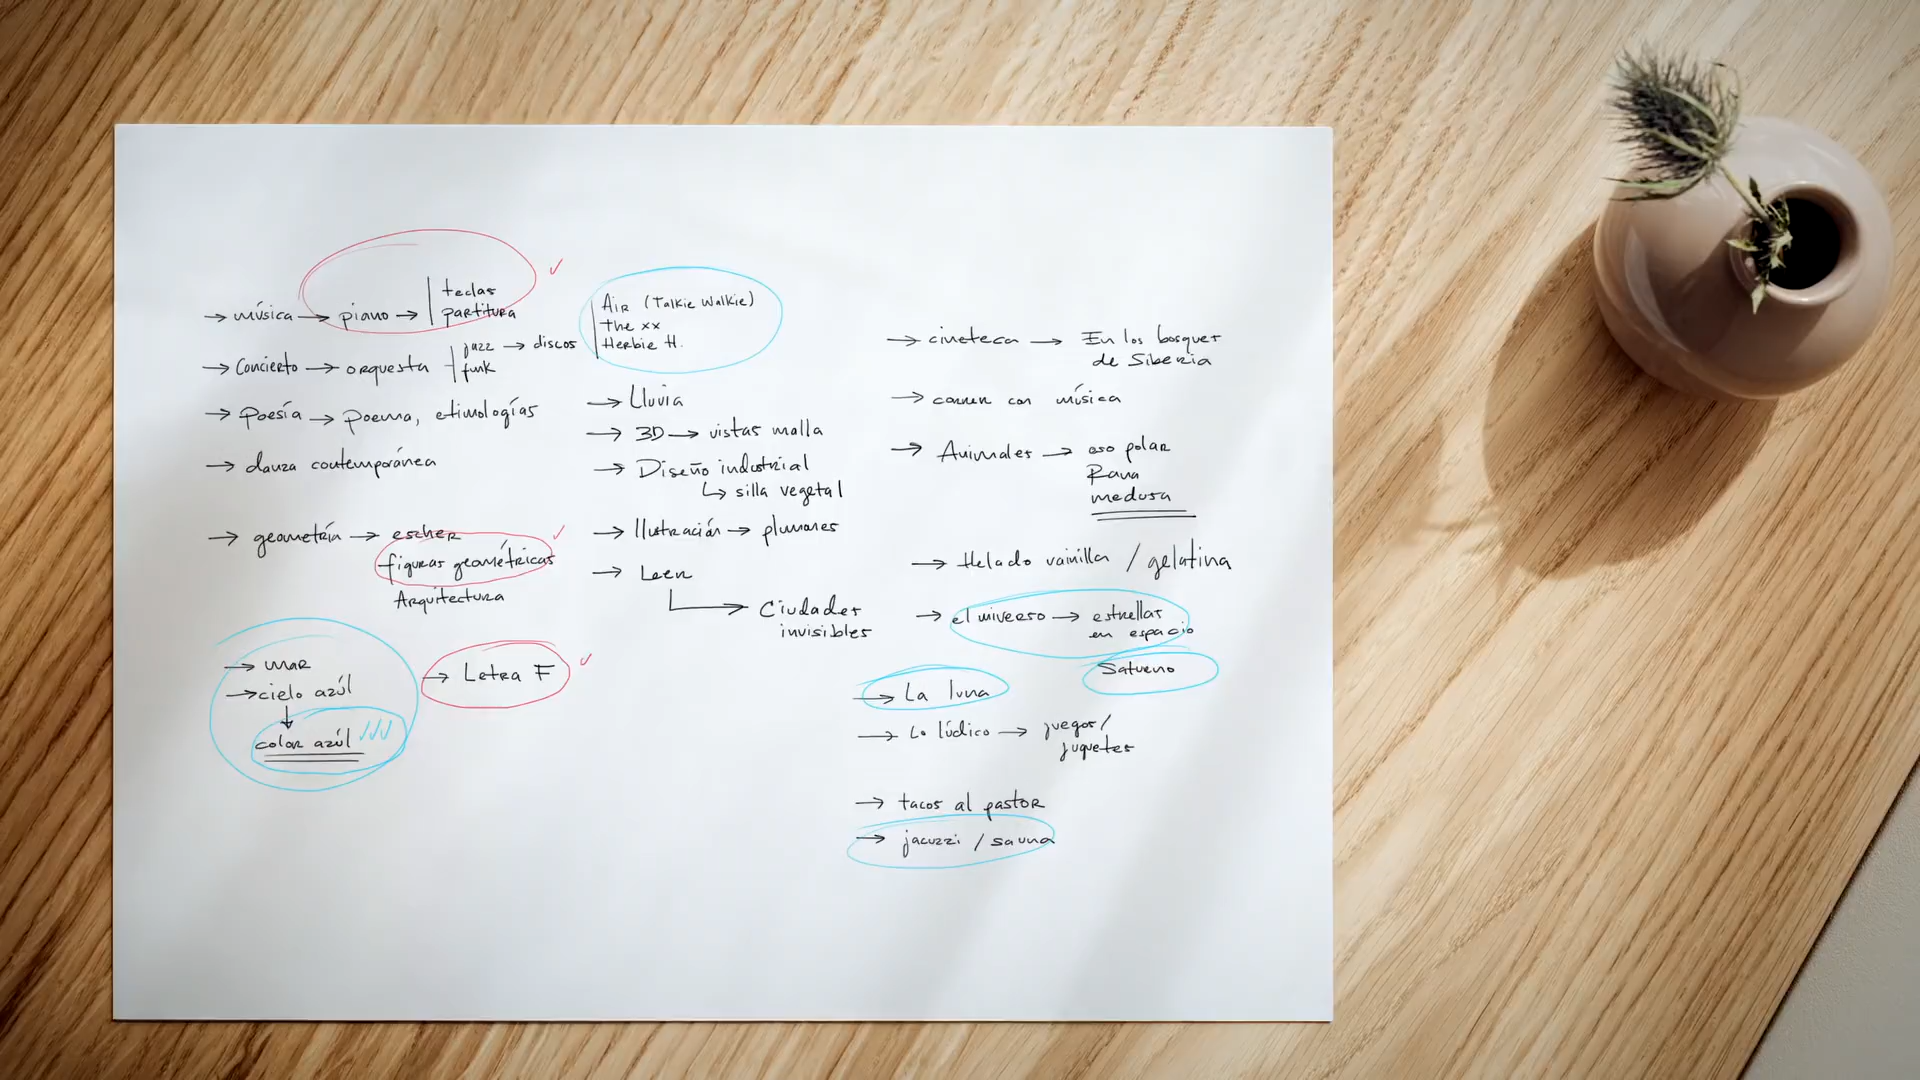 → música → piano → teclas
partitura
→ Concierto → orquesta jazz → discos
funk
→ Poesía → poema, etimologías
→ danza contemporánea
→ geometría → escher
figuras geométricas
Arquitectura
→ mar
→ cielo azúl
color azúl
→ Letra F
Air (Talkie Walkie)
the xx
Herbie H.
→ Lluvia
→ 3D → vistas malla
→ Diseño industrial
↳ silla vegetal
→ Ilustración → plumones
→ Leer
Ciudades
invisibles
→ cineteca → En los bosques
de Siberia
→ correr con música
→ Animales → oso polar
Rana
medusa
→ Helado vainilla / gelatina
→ el universo → estrellas
en espacio
Saturno
→ La luna
→ Lo lúdico → juegos/
juguetes
→ tacos al pastor
→ jacuzzi / sauna